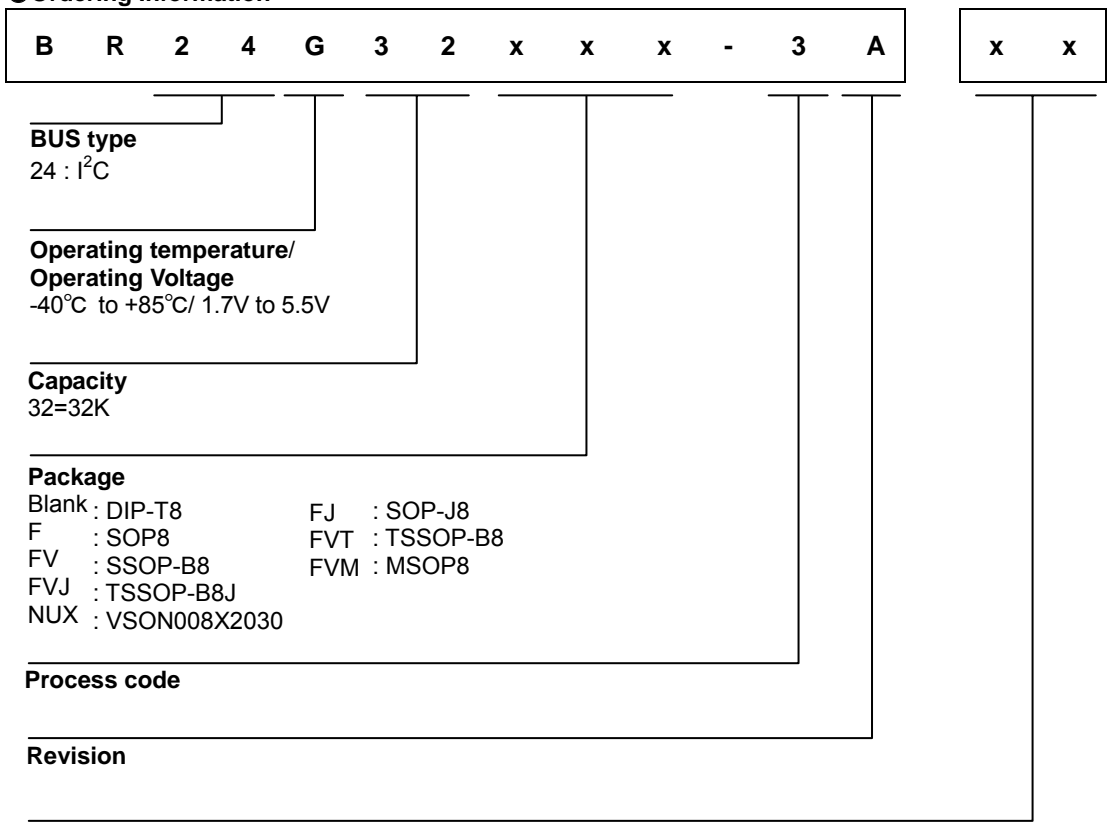 B R 2 4 G 3 2 x x x - 3 A x x
BUS type
24 : I²C
Operating temperature/
Operating Voltage
-40℃ to +85℃/ 1.7V to 5.5V
Capacity
32=32K
Package
Blank : DIP-T8 FJ : SOP-J8
F : SOP8 FVT : TSSOP-B8
FV : SSOP-B8 FVM : MSOP8
FVJ : TSSOP-B8J
NUX : VSON008X2030
Process code
Revision